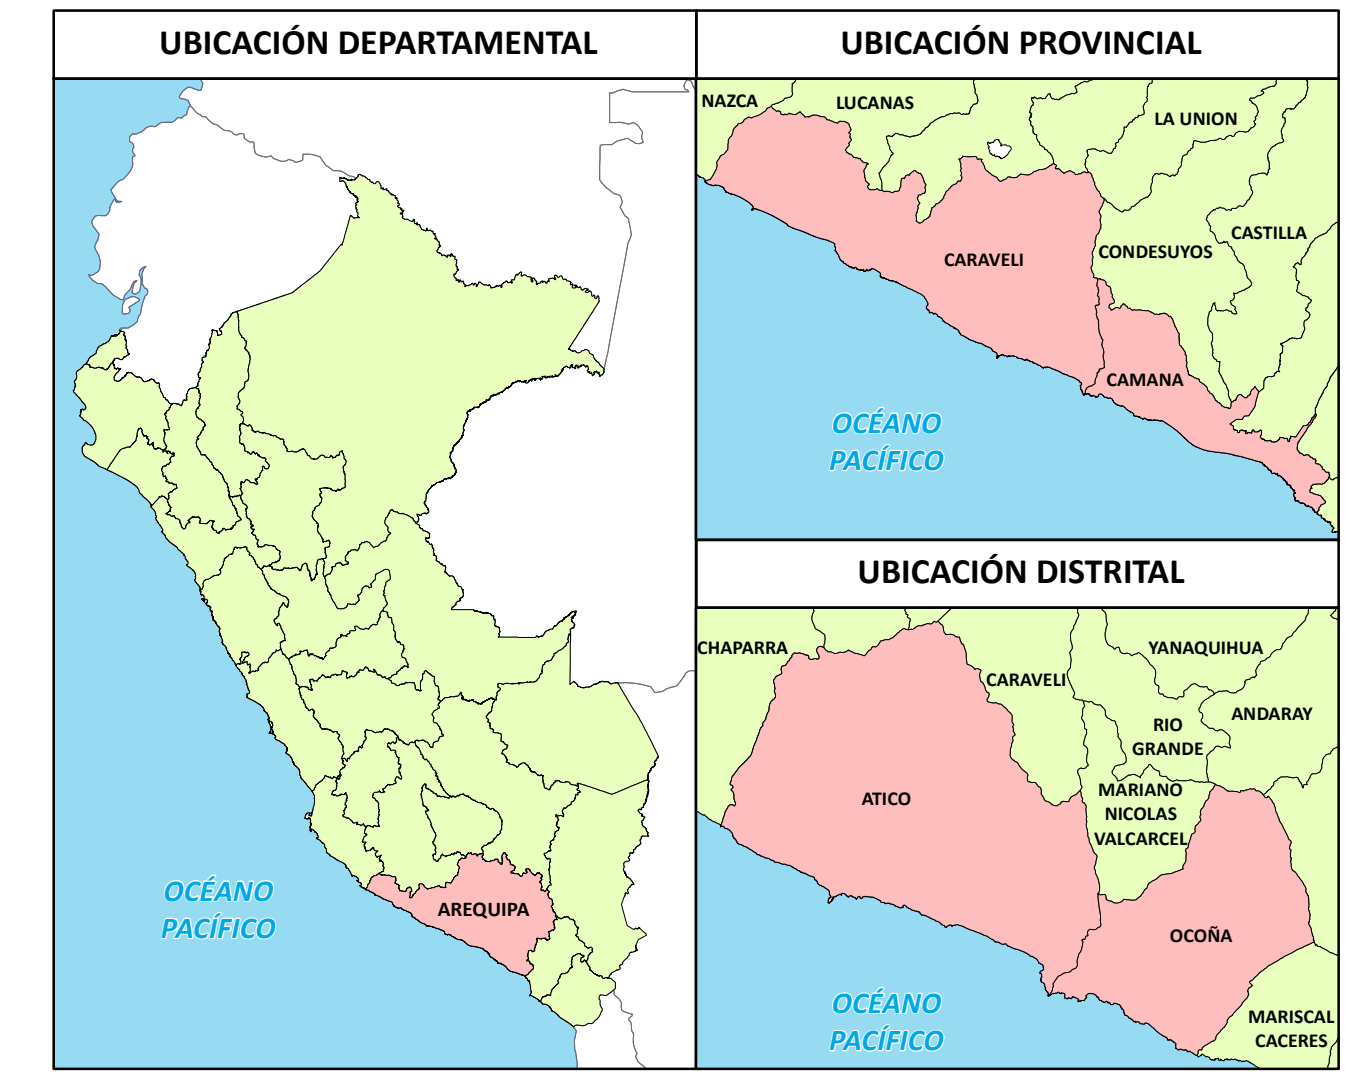 UBICACIÓN DEPARTAMENTAL
OCÉANO
PACÍFICO
AREQUIPA
UBICACIÓN PROVINCIAL
NAZCA
LUCANAS
LA UNION
CASTILLA
CONDESUYOS
CARAVELI
CAMANA
OCÉANO
PACÍFICO
UBICACIÓN DISTRITAL
CHAPARRA
YANAQUIHUA
CARAVELI
ANDARAY
RIO
GRANDE
MARIANO
NICOLAS
VALCARCEL
ATICO
OCOÑA
OCÉANO
PACÍFICO
MARISCAL
CACERES